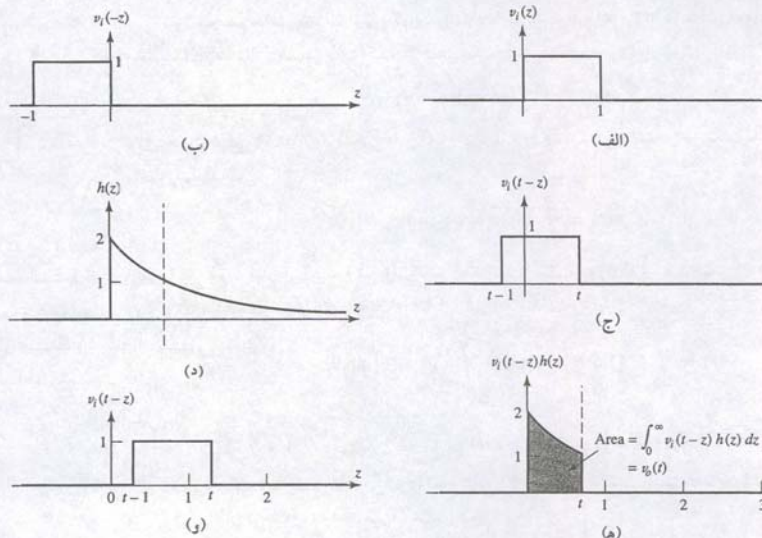 v_i(z)
1
1
(الف)
v_i(-z)
1
-1
z
(ب)
v_i(t-z)
1
t-1
t
(ج)
h(z)
2
1
z
(د)
v_i(t-z)h(z)
2
1
Area = ∫_0^∞ v_i(t-z) h(z) dz
= v_o(t)
t 1 2 3
(ه)
v_i(t-z)
1
0 t-1 1 t 2
z
(و)